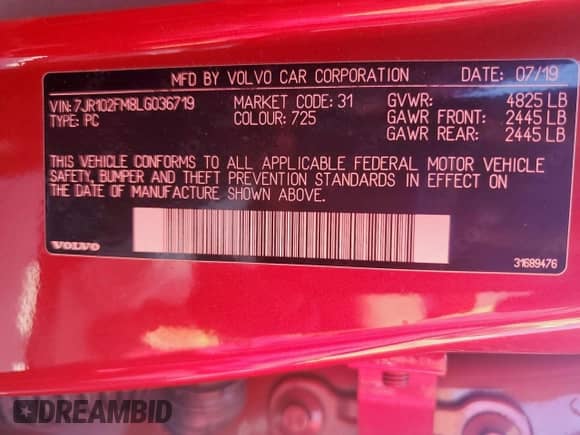 MFD BY VOLVO CAR CORPORATION DATE: 07/19
VIN: 7JR102FM8LG036719 MARKET CODE: 31 GVWR: 4825 LB
TYPE: PC COLOUR: 725 GAWR FRONT: 2445 LB
GAWR REAR: 2445 LB
THIS VEHICLE CONFORMS TO ALL APPLICABLE FEDERAL MOTOR VEHICLE
SAFETY, BUMPER AND THEFT PREVENTION STANDARDS IN EFFECT ON
THE DATE OF MANUFACTURE SHOWN ABOVE.
VOLVO 31689476
DREAMBID